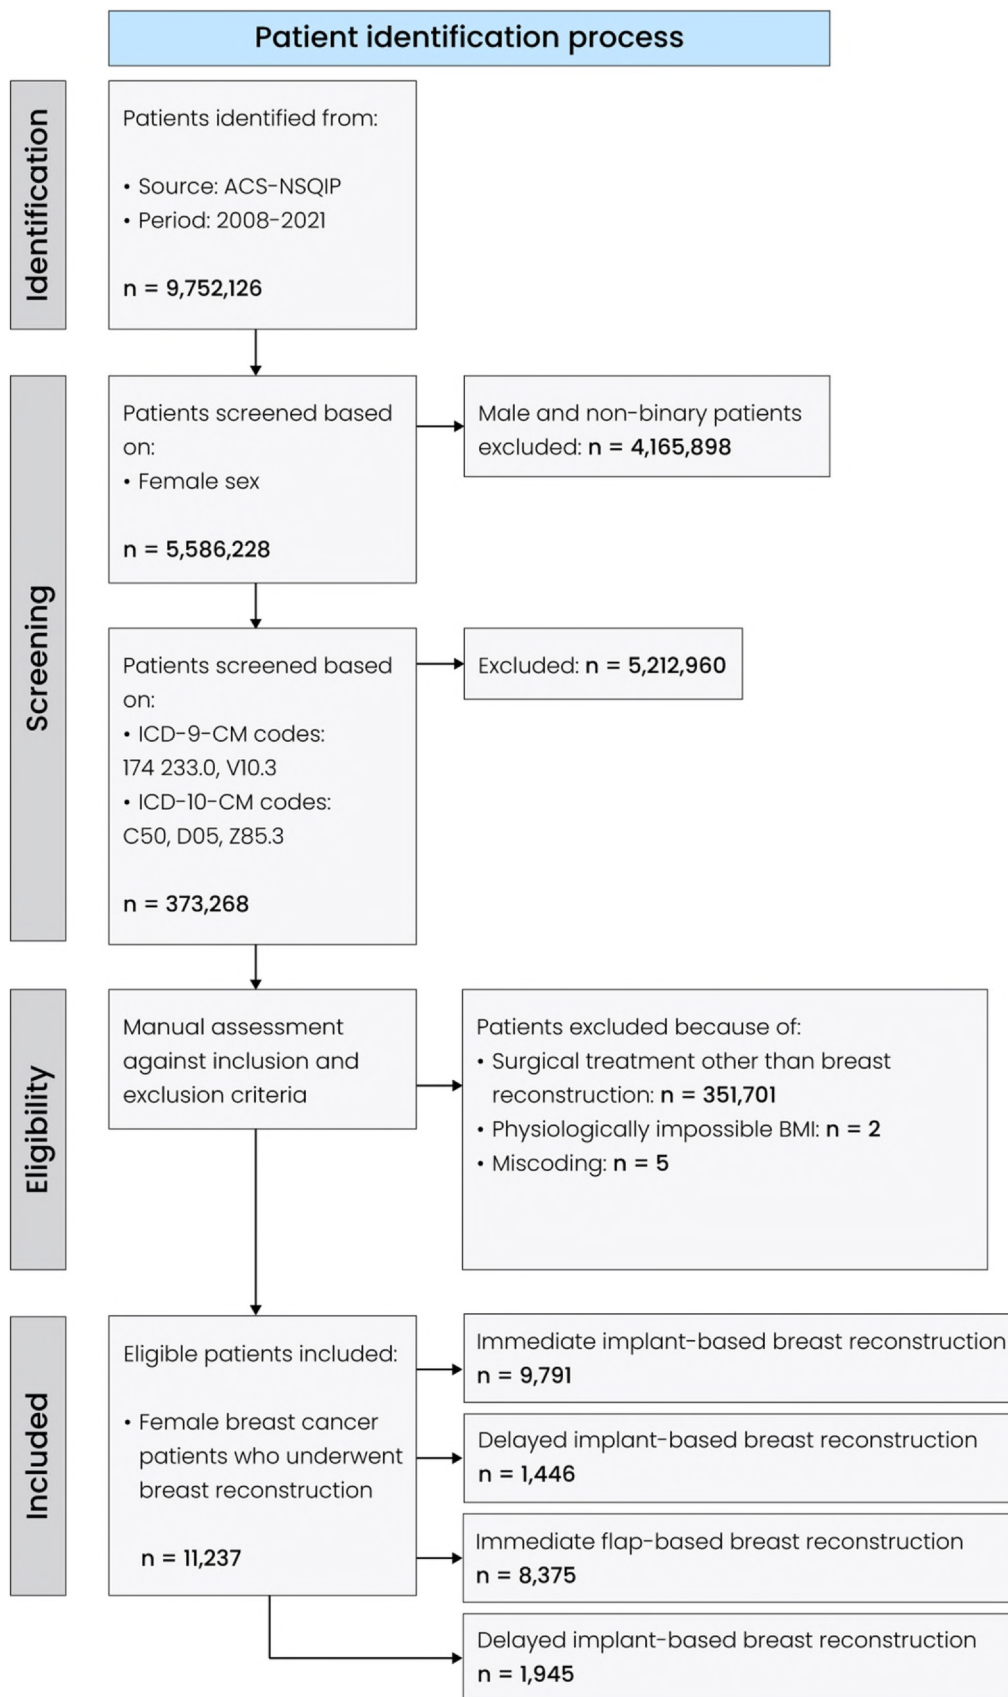 Patient identification process
Identification
Patients identified from:
• Source: ACS-NSQIP
• Period: 2008-2021
n = 9,752,126
Screening
Patients screened based
on:
• Female sex
n = 5,586,228
Male and non-binary patients
excluded: n = 4,165,898
Patients screened based
on:
• ICD-9-CM codes:
174 233.0, V10.3
• ICD-10-CM codes:
C50, D05, Z85.3
n = 373,268
Excluded: n = 5,212,960
Eligibility
Manual assessment
against inclusion and
exclusion criteria
Patients excluded because of:
• Surgical treatment other than breast
reconstruction: n = 351,701
• Physiologically impossible BMI: n = 2
• Miscoding: n = 5
Included
Eligible patients included:
• Female breast cancer
patients who underwent
breast reconstruction
n = 11,237
Immediate implant-based breast reconstruction
n = 9,791
Delayed implant-based breast reconstruction
n = 1,446
Immediate flap-based breast reconstruction
n = 8,375
Delayed implant-based breast reconstruction
n = 1,945